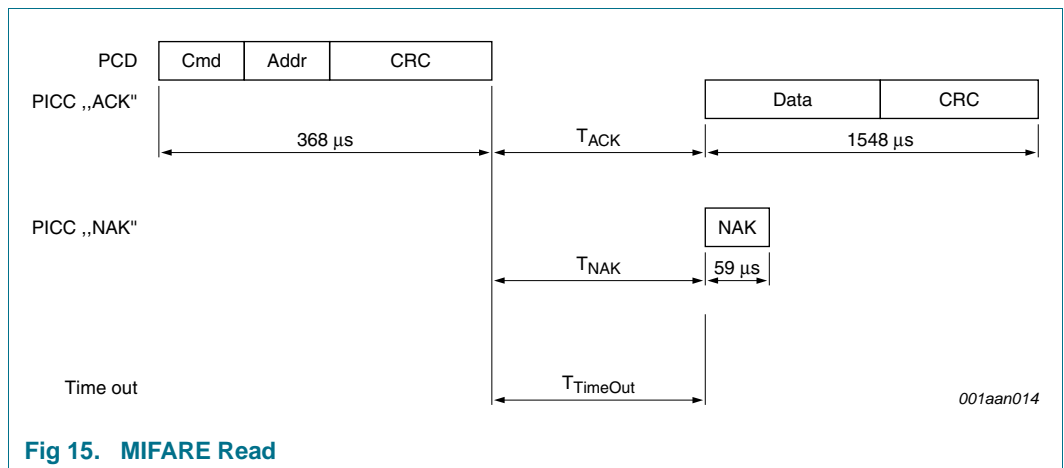 PCD Cmd Addr CRC
PICC ,,ACK" Data CRC
368 µs TACK 1548 µs
PICC ,,NAK" NAK
TNAK 59 µs
Time out TTimeOut 001aan014
Fig 15. MIFARE Read